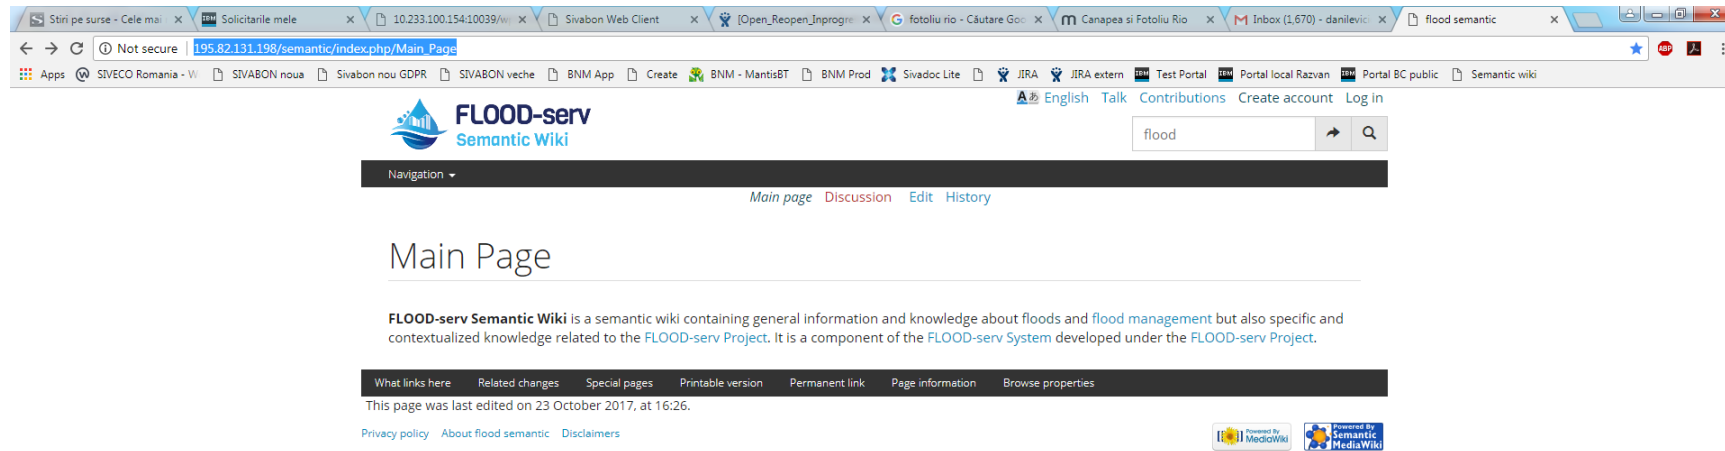 Stiri pe surse - Cele mai Solicitarile mele 10.233.100.154:10039/w Sivabon Web Client [Open_Reopen_Inprogre fotoliu rio - Căutare Goo Canapea si Fotoliu Rio Inbox (1,670) - danilevic flood semantic
Not secure 195.82.131.198/semantic/index.php/Main_Page
Apps SIVECO Romania - W SIVABON noua Sivabon nou GDPR SIVABON veche BNM App Create BNM - MantisBT BNM Prod Sivadoc Lite JIRA JIRA extern Test Portal Portal local Razvan Portal BC public Semantic wiki
English Talk Contributions Create account Log in
FLOOD-serv
Semantic Wiki
flood
Navigation
Main page Discussion Edit History
Main Page
FLOOD-serv Semantic Wiki is a semantic wiki containing general information and knowledge about floods and flood management but also specific and
contextualized knowledge related to the FLOOD-serv Project. It is a component of the FLOOD-serv System developed under the FLOOD-serv Project.
What links here Related changes Special pages Printable version Permanent link Page information Browse properties
This page was last edited on 23 October 2017, at 16:26.
Privacy policy About flood semantic Disclaimers
Powered By MediaWiki
Powered By Semantic MediaWiki